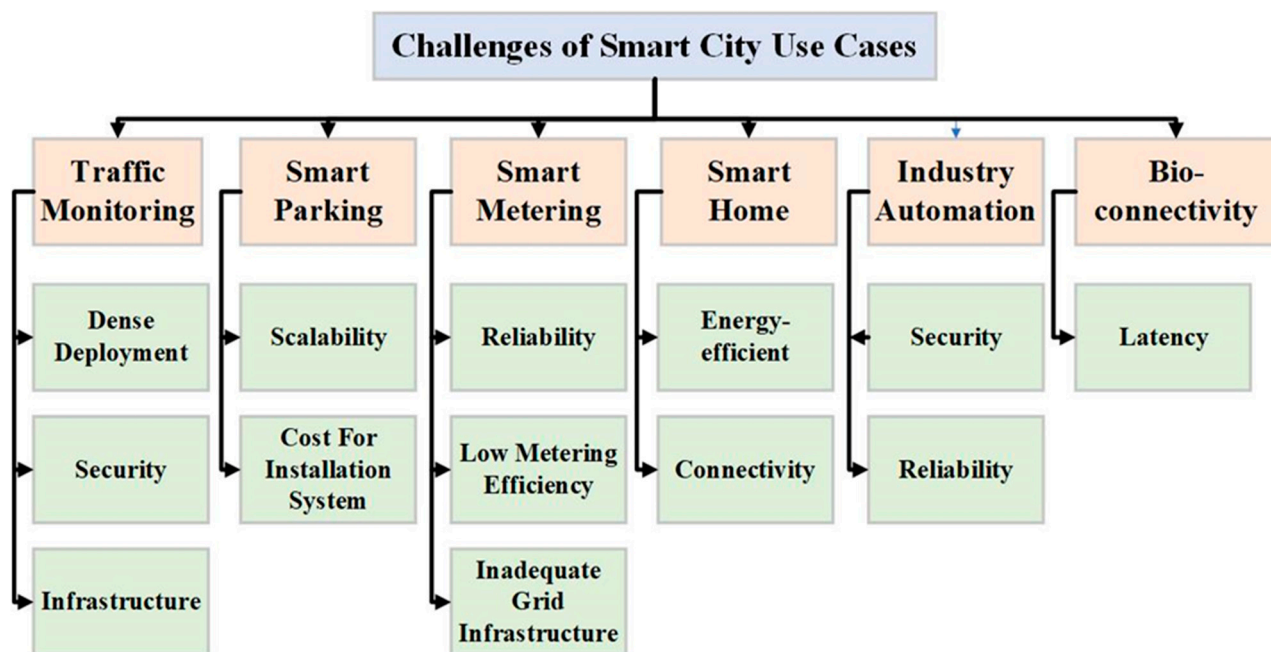 Challenges of Smart City Use Cases
Traffic
Monitoring
Smart
Parking
Smart
Metering
Smart
Home
Industry
Automation
Bio-
connectivity
Dense
Deployment
Scalability
Reliability
Energy-
efficient
Security
Latency
Security
Cost For
Installation
System
Low Metering
Efficiency
Connectivity
Reliability
Infrastructure
Inadequate
Grid
Infrastructure